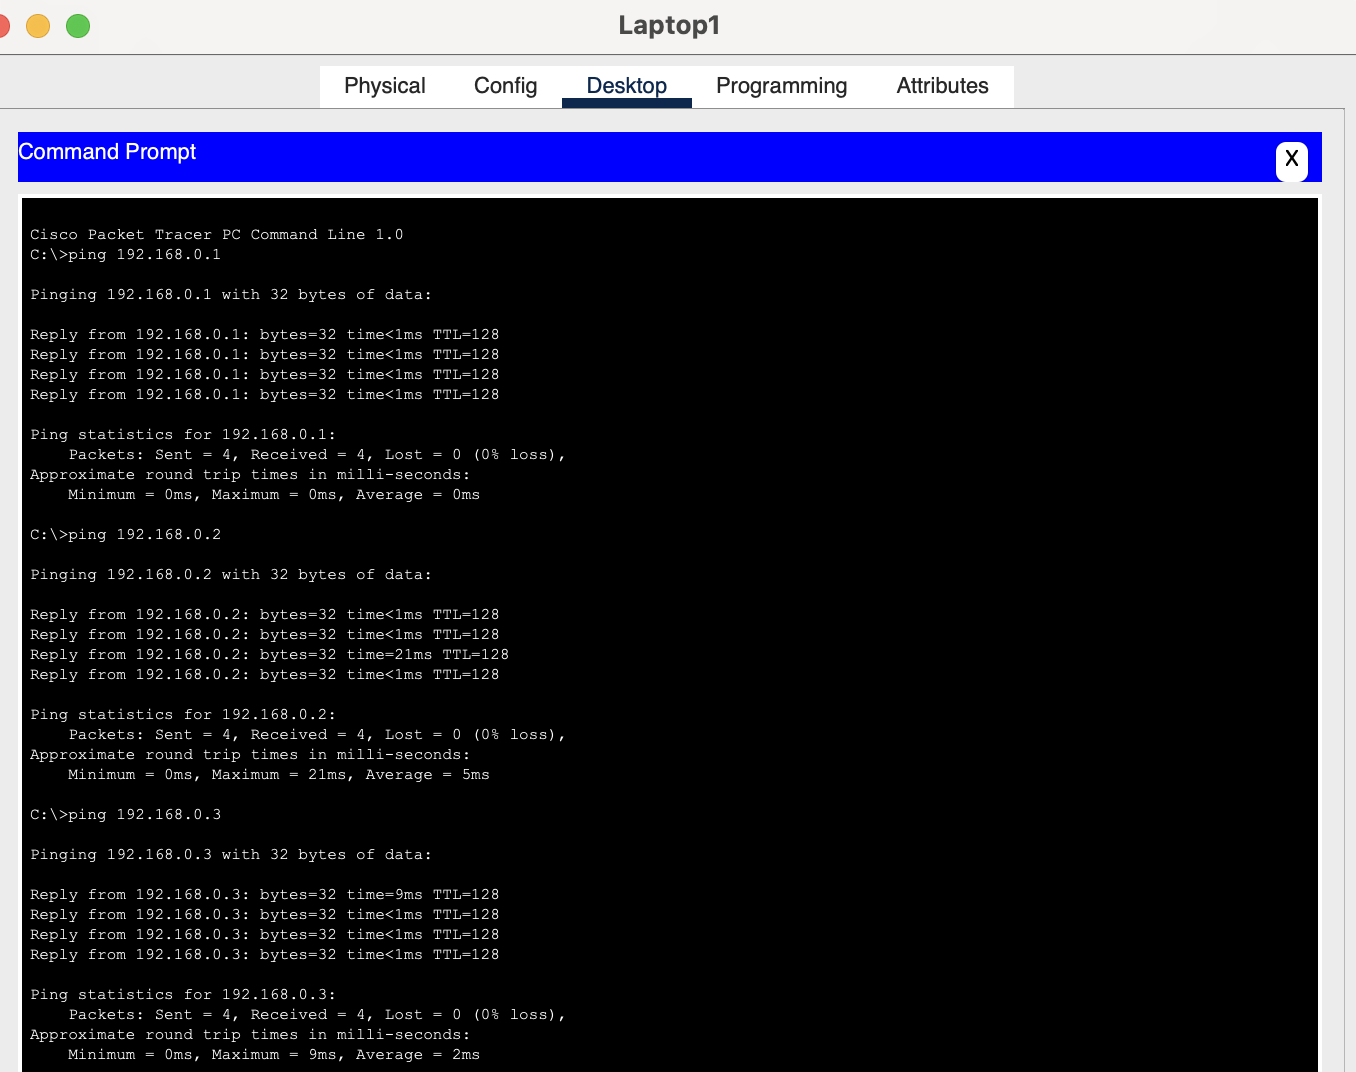 Laptop1
Physical Config Desktop Programming Attributes
Command Prompt
X
Cisco Packet Tracer PC Command Line 1.0
C:\>ping 192.168.0.1
Pinging 192.168.0.1 with 32 bytes of data:
Reply from 192.168.0.1: bytes=32 time<1ms TTL=128
Reply from 192.168.0.1: bytes=32 time<1ms TTL=128
Reply from 192.168.0.1: bytes=32 time<1ms TTL=128
Reply from 192.168.0.1: bytes=32 time<1ms TTL=128
Ping statistics for 192.168.0.1:
Packets: Sent = 4, Received = 4, Lost = 0 (0% loss),
Approximate round trip times in milli-seconds:
Minimum = 0ms, Maximum = 0ms, Average = 0ms
C:\>ping 192.168.0.2
Pinging 192.168.0.2 with 32 bytes of data:
Reply from 192.168.0.2: bytes=32 time<1ms TTL=128
Reply from 192.168.0.2: bytes=32 time<1ms TTL=128
Reply from 192.168.0.2: bytes=32 time=21ms TTL=128
Reply from 192.168.0.2: bytes=32 time<1ms TTL=128
Ping statistics for 192.168.0.2:
Packets: Sent = 4, Received = 4, Lost = 0 (0% loss),
Approximate round trip times in milli-seconds:
Minimum = 0ms, Maximum = 21ms, Average = 5ms
C:\>ping 192.168.0.3
Pinging 192.168.0.3 with 32 bytes of data:
Reply from 192.168.0.3: bytes=32 time=9ms TTL=128
Reply from 192.168.0.3: bytes=32 time<1ms TTL=128
Reply from 192.168.0.3: bytes=32 time<1ms TTL=128
Reply from 192.168.0.3: bytes=32 time<1ms TTL=128
Ping statistics for 192.168.0.3:
Packets: Sent = 4, Received = 4, Lost = 0 (0% loss),
Approximate round trip times in milli-seconds:
Minimum = 0ms, Maximum = 9ms, Average = 2ms